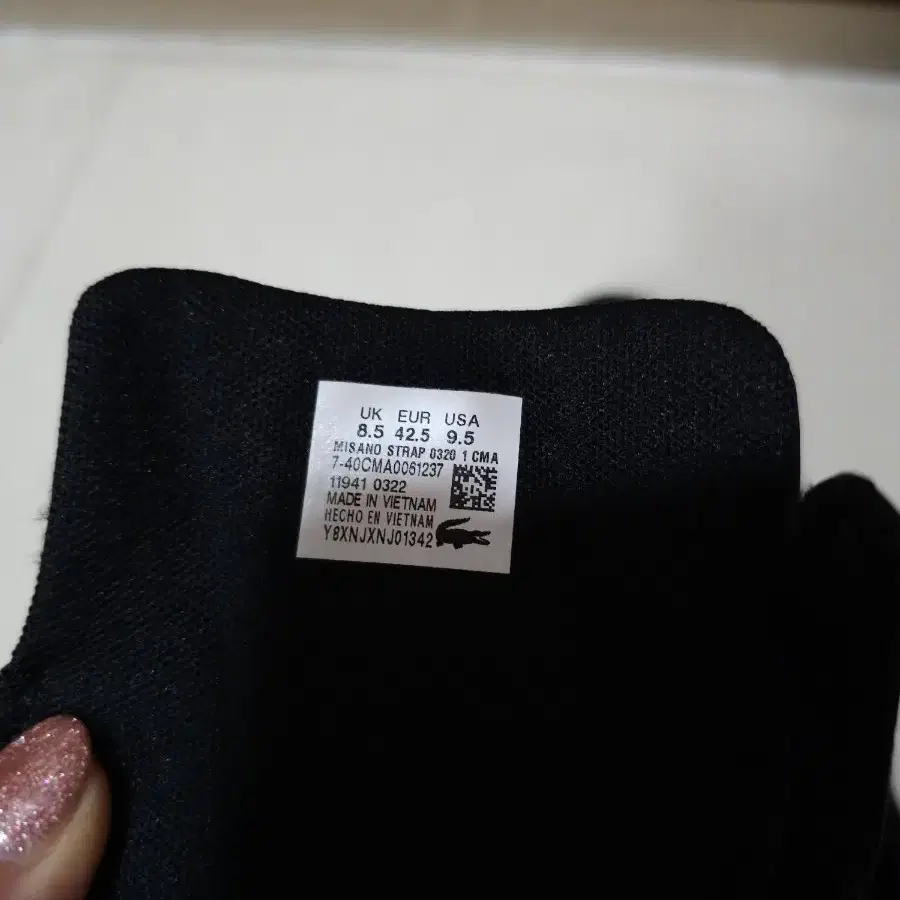 UK EUR USA
8.5 42.5 9.5
MISANO STRAP 0320 1 CMA
7-40CMA0061237
11941 0322
MADE IN VIETNAM
HECHO EN VIETNAM
Y8XNJXNJ01342